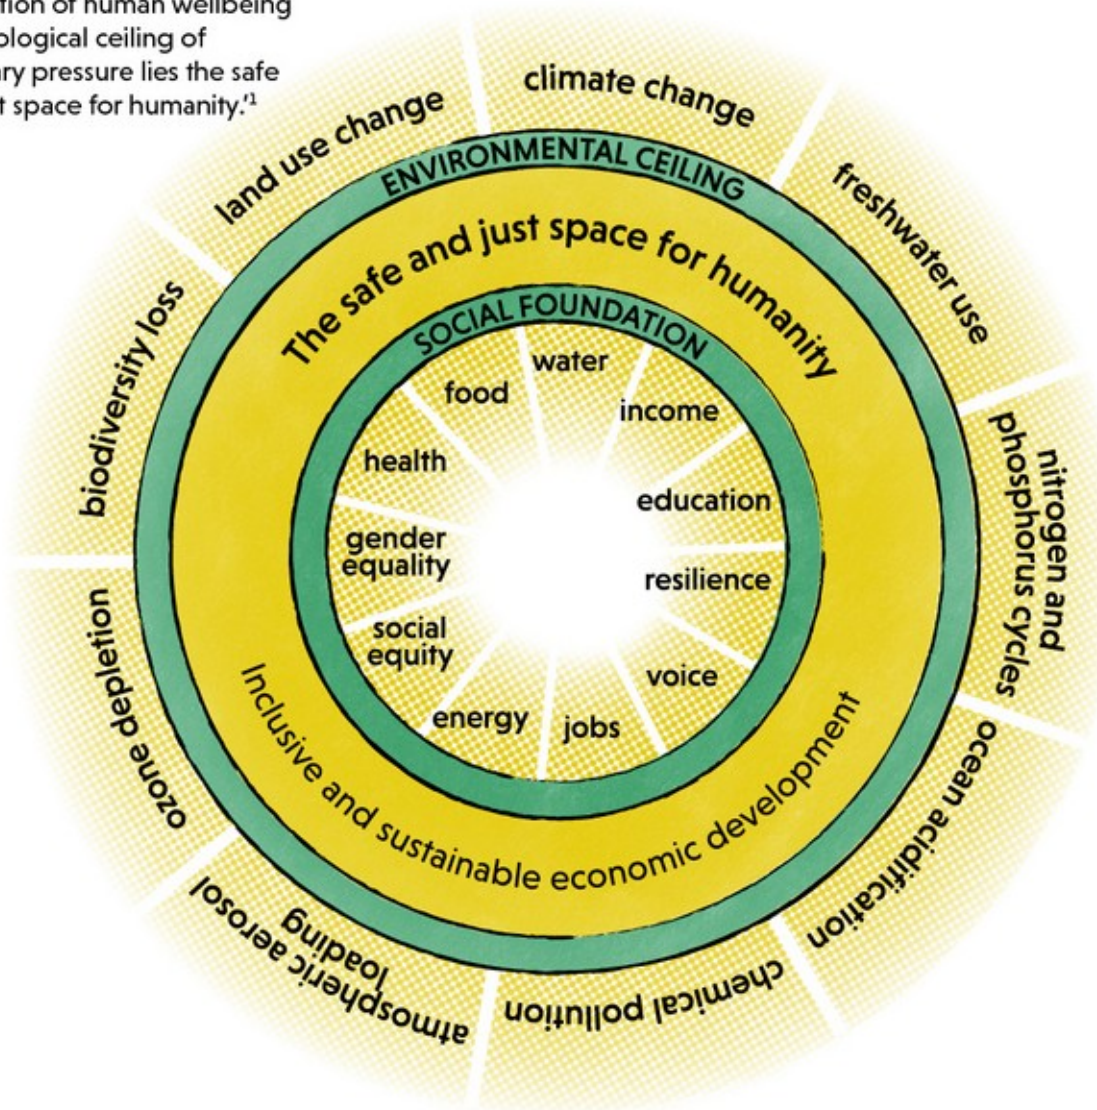 tion of human wellbeing
ological ceiling of
ry pressure lies the safe
t space for humanity.'1
climate change
land use change
freshwater use
ENVIRONMENTAL CEILING
The safe and just space for humanity
SOCIAL FOUNDATION
biodiversity loss
water
food
income
health
education
gender
equality
resilience
social
equity
voice
energy
jobs
nitrogen and
phosphorus cycles
Inclusive and sustainable economic development
ozone depletion
ocean acidification
atmospheric aerosol
loading
chemical pollution